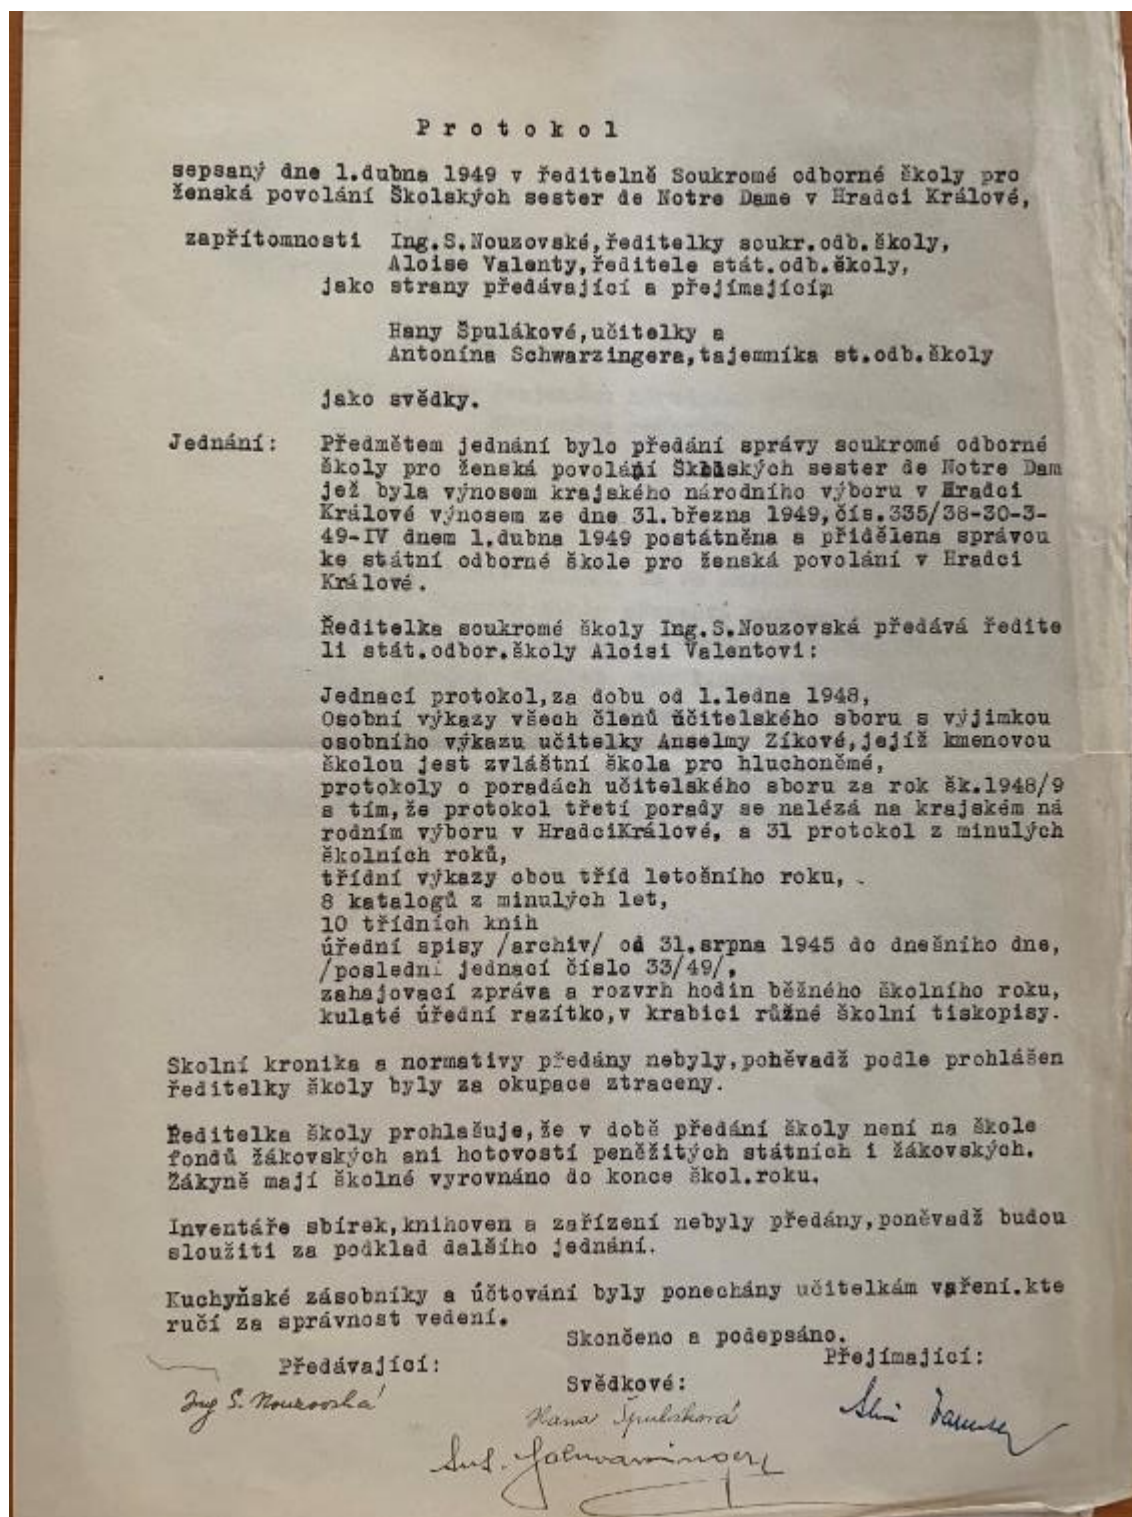 Protokol
sepsaný dne 1.dubna 1949 v ředitelně Soukromé odborné školy pro
ženská povolání Školských sester de Notre Dame v Hradci Králové,
zapřítomnosti Ing.S.Nouzovské,ředitelky soukr.odb.školy,
Aloise Valenty,ředitele stát.odb.školy,
jako strany předávající a přejímající
Hany Špulákové,učitelky a
Antonína Schwarzingera,tajemníka st.odb.školy
jako svědky.
Jednání: Předmětem jednání bylo předání správy soukromé odborné
školy pro ženská povolání Školských sester de Notre Dam
jež byla výnosem krajského národního výboru v Hradci
Králové výnosem ze dne 31.března 1949,čís.335/38-30-3-
49-IV dnem 1.dubna 1949 postátněna a přidělena správou
ke státní odborné škole pro ženská povolání v Hradci
Králové.
Ředitelka soukromé školy Ing.S.Nouzovská předává ředite
li stát.odbor.školy Aloisi Valentovi:
Jednací protokol,za dobu od 1.ledna 1948,
Osobní výkazy všech členů učitelského sboru s výjimkou
osobního výkazu učitelky Anselmy Zíkové,jejíž kmenovou
školou jest zvláštní škola pro hluchoněmé,
protokoly o poradách učitelského sboru za rok šk.1948/9
s tím,že protokol třetí porady se nalézá na krajském ná
rodním výboru v HradciKrálové, a 31 protokol z minulých
školních roků,
třídní výkazy obou tříd letošního roku,
8 katalogů z minulých let,
10 třídních knih
úřední spisy /archiv/ od 31.srpna 1945 do dnešního dne,
/poslední jednací číslo 33/49/,
zahajovací zpráva a rozvrh hodin běžného školního roku,
kulaté úřední razítko,v krabici různé školní tiskopisy.
Skolní kronika a normativy předány nebyly,poněvadž podle prohlášen
ředitelky školy byly za okupace ztraceny.
Ředitelka školy prohlašuje,že v době předání školy není na škole
fondů žákovských ani hotovostí peněžitých státních i žákovských.
Žákyně mají školné vyrovnáno do konce škol.roku.
Inventáře sbírek,knihoven a zařízení nebyly předány,poněvadž budou
sloužiti za podklad dalšího jednání.
Kuchyňské zásobníky a účtování byly ponechány učitelkám vaření.kte
ručí za správnost vedení.
Skončeno a podepsáno.
Předávající:
Přejímající:
Svědkové:
Ing S. Nouzovská
Hana Špuláková
Ant. Schwarzinger